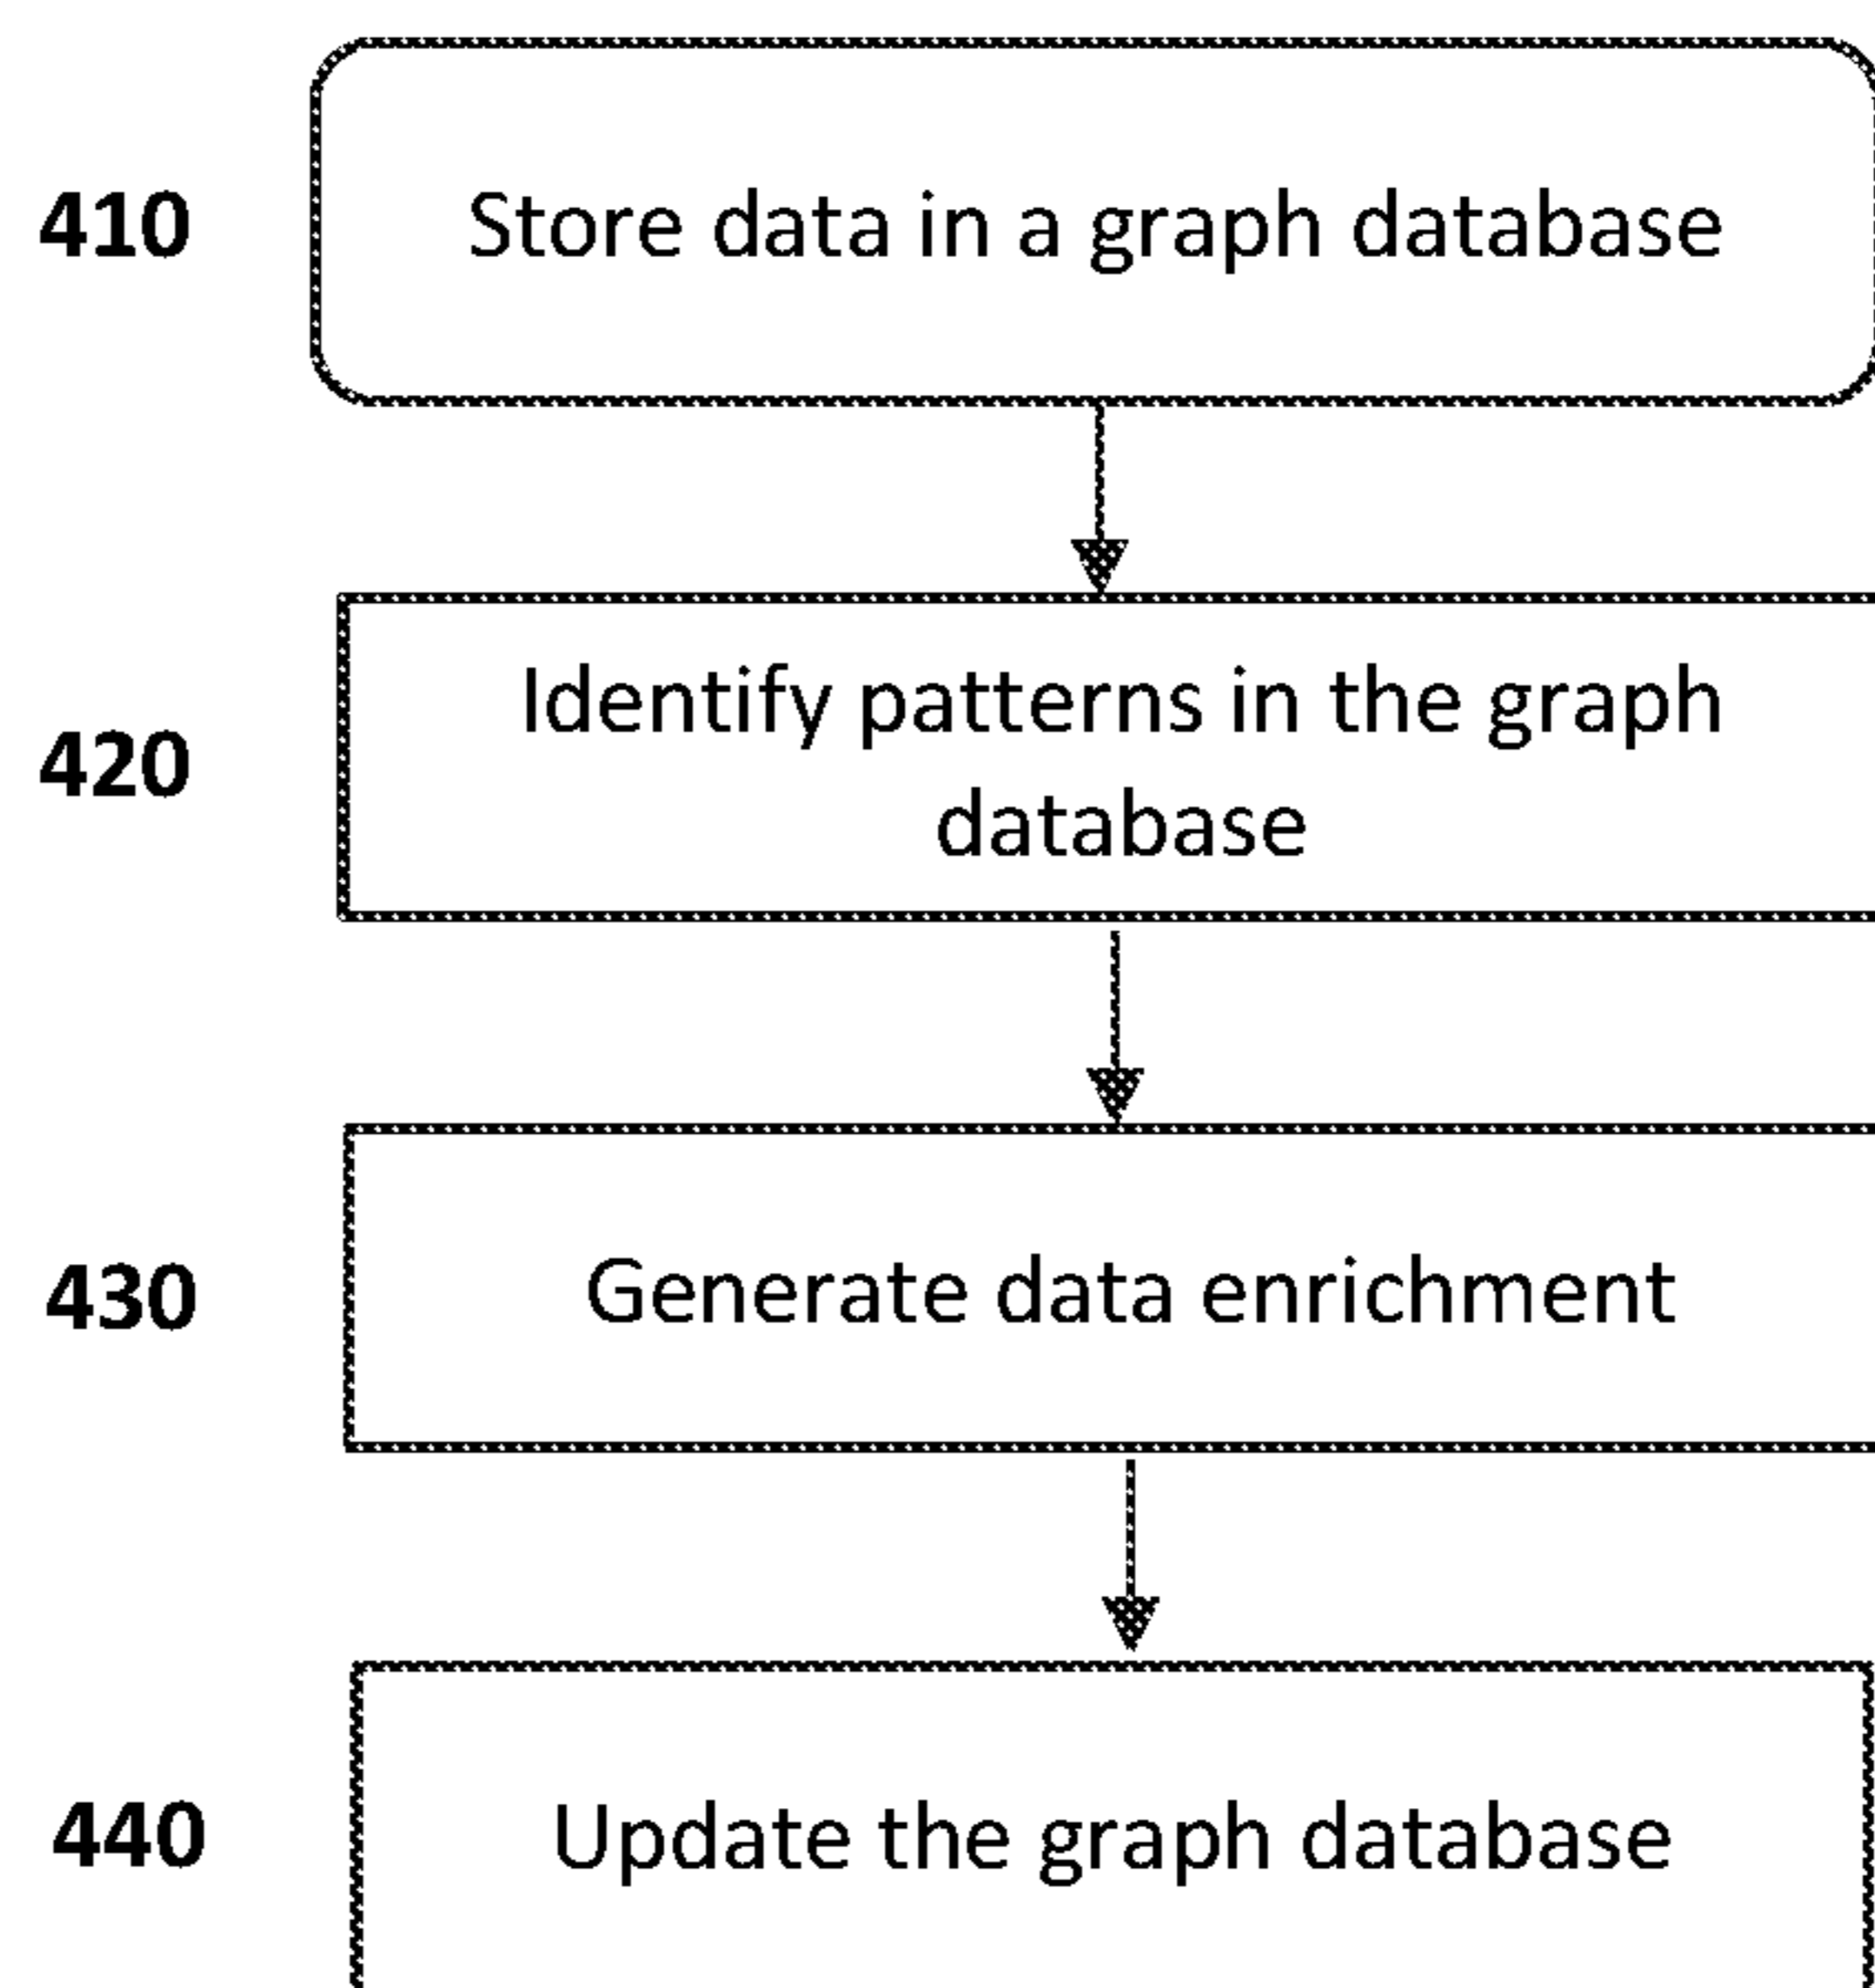 410
Store data in a graph database
420
Identify patterns in the graph
database
430
Generate data enrichment
440
Update the graph database